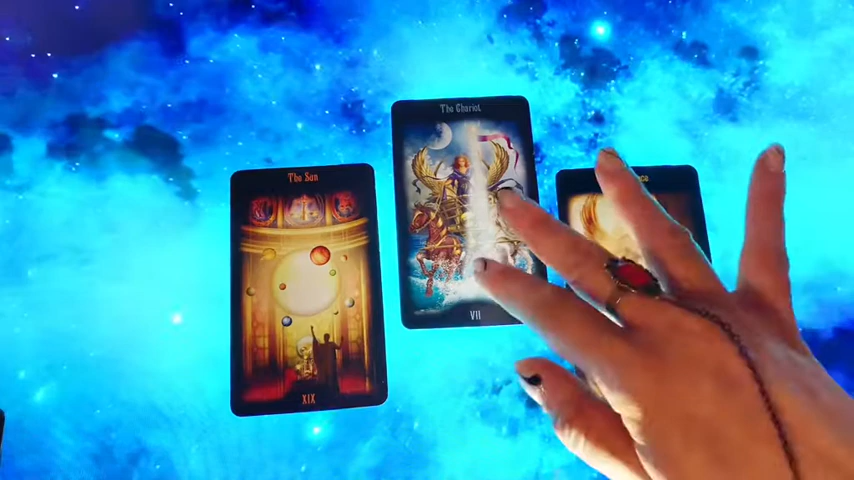 The Sun
XIX
The Chariot
VII